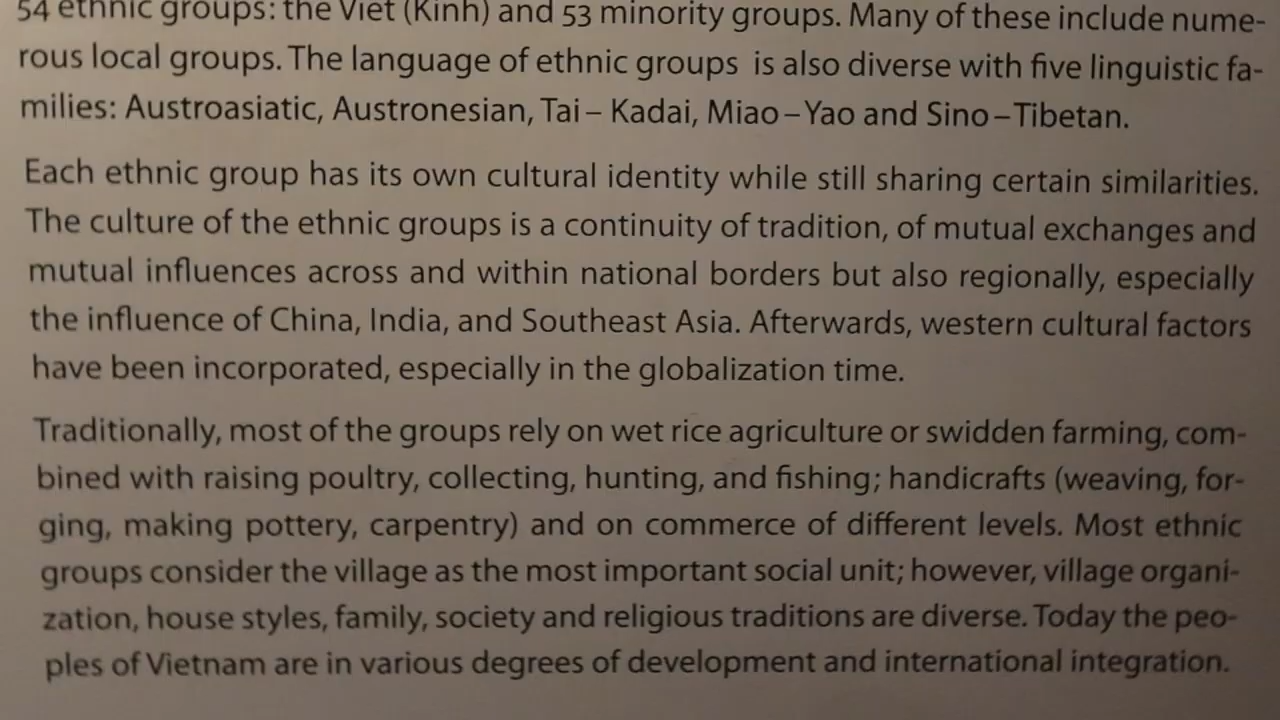 54 ethnic groups: the Viet (Kinh) and 53 minority groups. Many of these include nume-
rous local groups. The language of ethnic groups is also diverse with five linguistic fa-
milies: Austroasiatic, Austronesian, Tai – Kadai, Miao – Yao and Sino – Tibetan.
Each ethnic group has its own cultural identity while still sharing certain similarities.
The culture of the ethnic groups is a continuity of tradition, of mutual exchanges and
mutual influences across and within national borders but also regionally, especially
the influence of China, India, and Southeast Asia. Afterwards, western cultural factors
have been incorporated, especially in the globalization time.
Traditionally, most of the groups rely on wet rice agriculture or swidden farming, com-
bined with raising poultry, collecting, hunting, and fishing; handicrafts (weaving, for-
ging, making pottery, carpentry) and on commerce of different levels. Most ethnic
groups consider the village as the most important social unit; however, village organi-
zation, house styles, family, society and religious traditions are diverse. Today the peo-
ples of Vietnam are in various degrees of development and international integration.